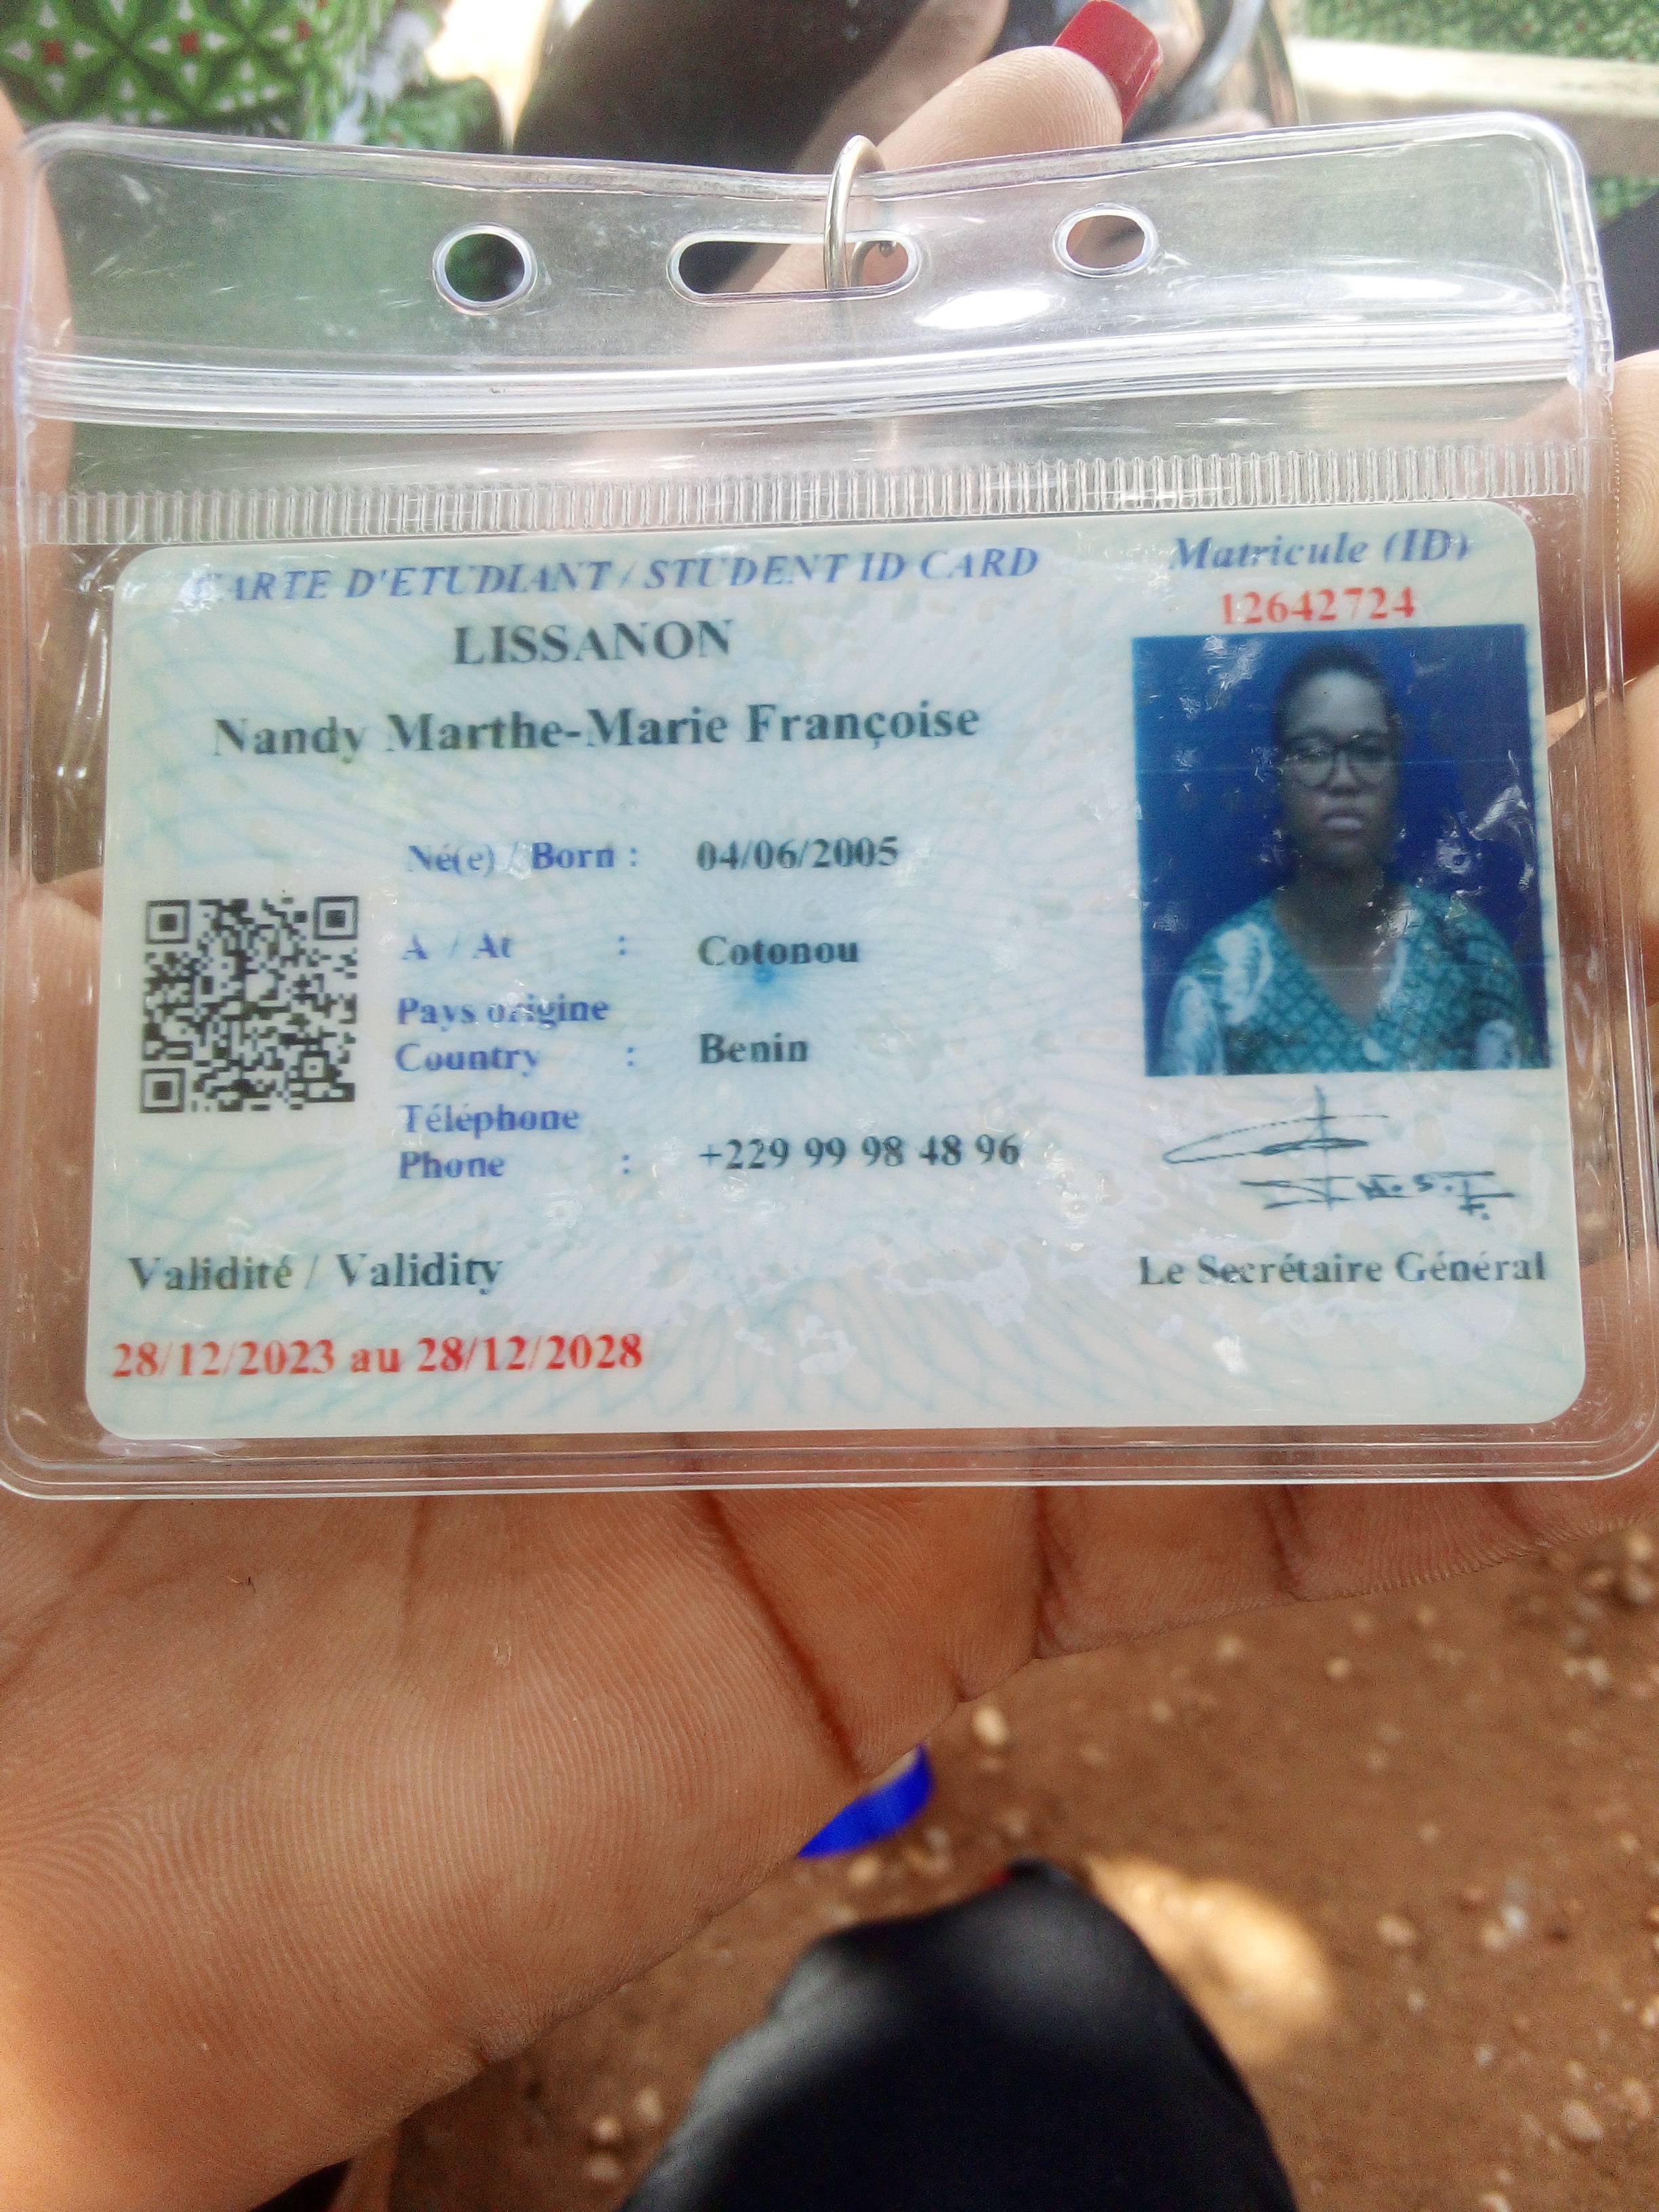 CARTE D'ETUDIANT / STUDENT ID CARD
Matricule (ID)
12642724
LISSANON
Nandy Marthe-Marie Françoise
Né(e) / Born : 04/06/2005
A / At : Cotonou
Pays origine
Country : Benin
Téléphone
Phone : +229 99 98 48 96
Validité / Validity
Le Secrétaire Général
28/12/2023 au 28/12/2028